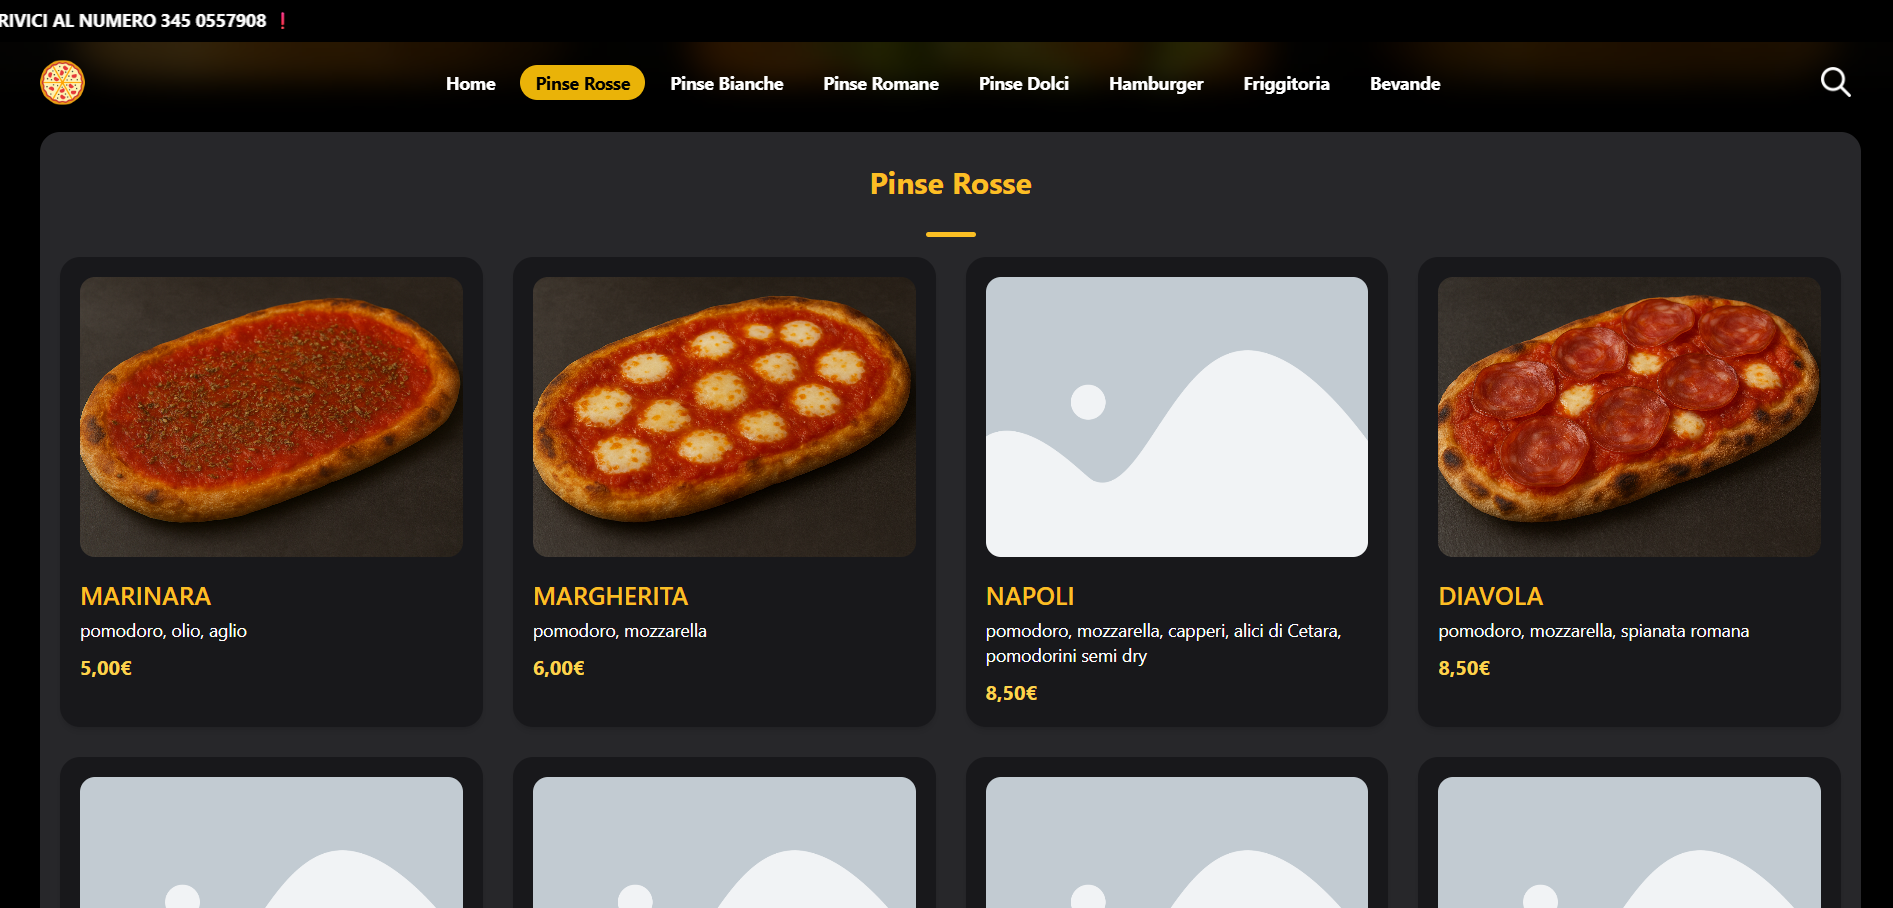 RIVICI AL NUMERO 345 0557908 ❗
Home Pinse Rosse Pinse Bianche Pinse Romane Pinse Dolci Hamburger Friggitoria Bevande
Pinse Rosse
MARINARA
pomodoro, olio, aglio
5,00€
MARGHERITA
pomodoro, mozzarella
6,00€
NAPOLI
pomodoro, mozzarella, capperi, alici di Cetara,
pomodorini semi dry
8,50€
DIAVOLA
pomodoro, mozzarella, spianata romana
8,50€